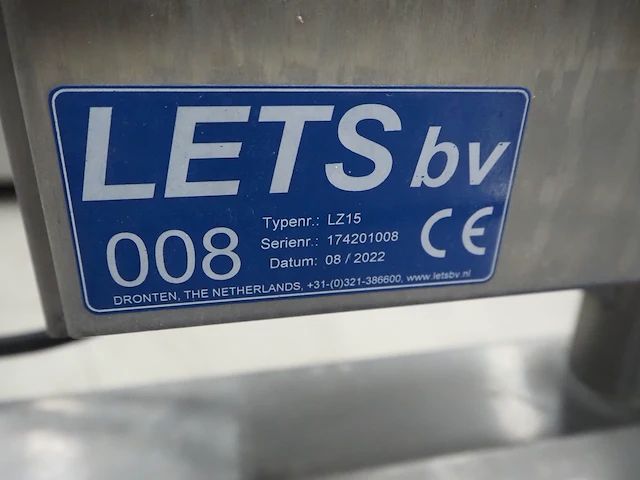 LETS bv
008
Typenr.: LZ15
Serienr.: 174201008
Datum: 08 / 2022
CE
DRONTEN, THE NETHERLANDS, +31-(0)321-386600, www.letsbv.nl